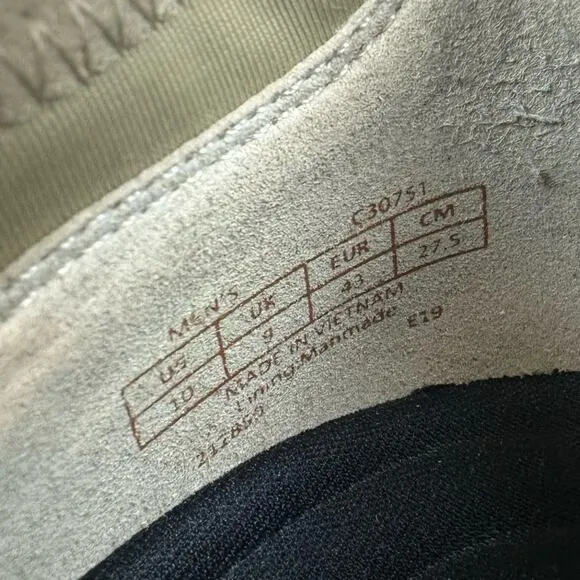 C30751
MEN'S
US UK EUR CM
10 9 43 27.5
MADE IN VIETNAM
Lining:Manmade
E19